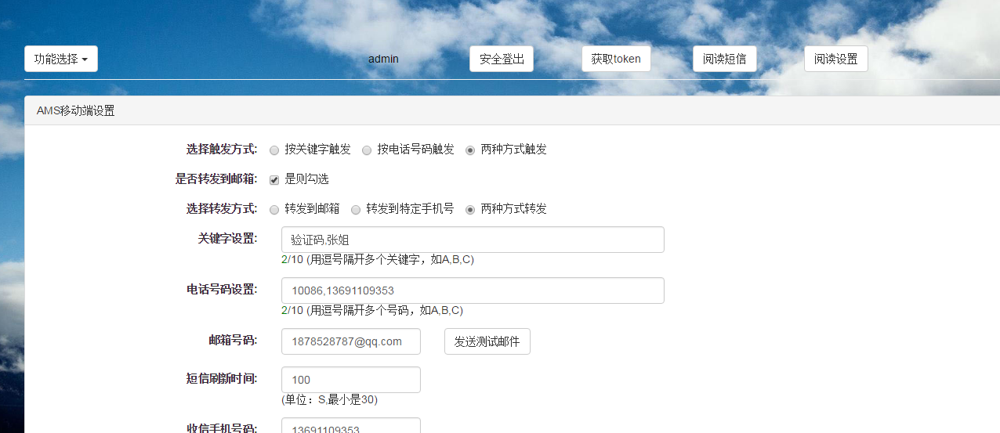 功能选择 admin 安全登出 获取token 阅读短信 阅读设置
AMS移动端设置
选择触发方式: 按关键字触发 按电话号码触发 两种方式触发
是否转发到邮箱: 是则勾选
选择转发方式: 转发到邮箱 转发到特定手机号 两种方式转发
关键字设置: 验证码,张姐
2/10 (用逗号隔开多个关键字，如A,B,C)
电话号码设置: 10086,13691109353
2/10 (用逗号隔开多个号码，如A,B,C)
邮箱号码: 1878528787@qq.com 发送测试邮件
短信刷新时间: 100
(单位：S,最小是30)
收信手机号码: 13691109353